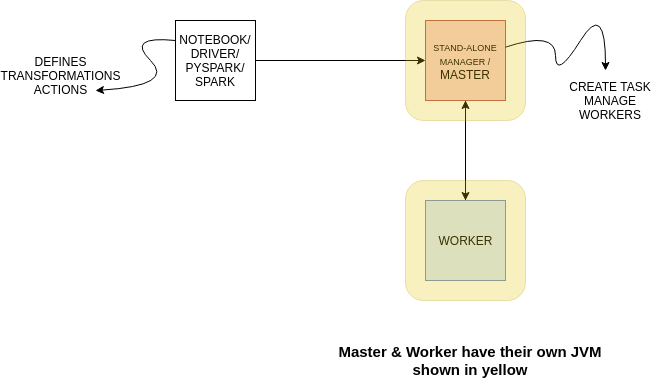 NOTEBOOK/
DRIVER/
PYSPARK/
SPARK
DEFINES
TRANSFORMATIONS
ACTIONS
STAND-ALONE
MANAGER /
MASTER
CREATE TASK
MANAGE
WORKERS
WORKER
Master & Worker have their own JVM
shown in yellow